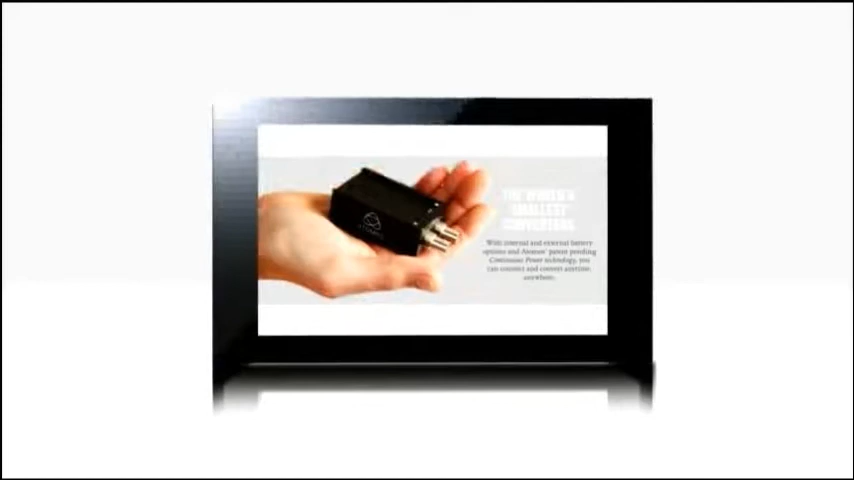 ATOMOS
THE WORLD'S
SMALLEST
CONVERTERS
With internal and external battery
options and Atomos' patent pending
Continuous Power technology, you
can connect and convert anytime,
anywhere.